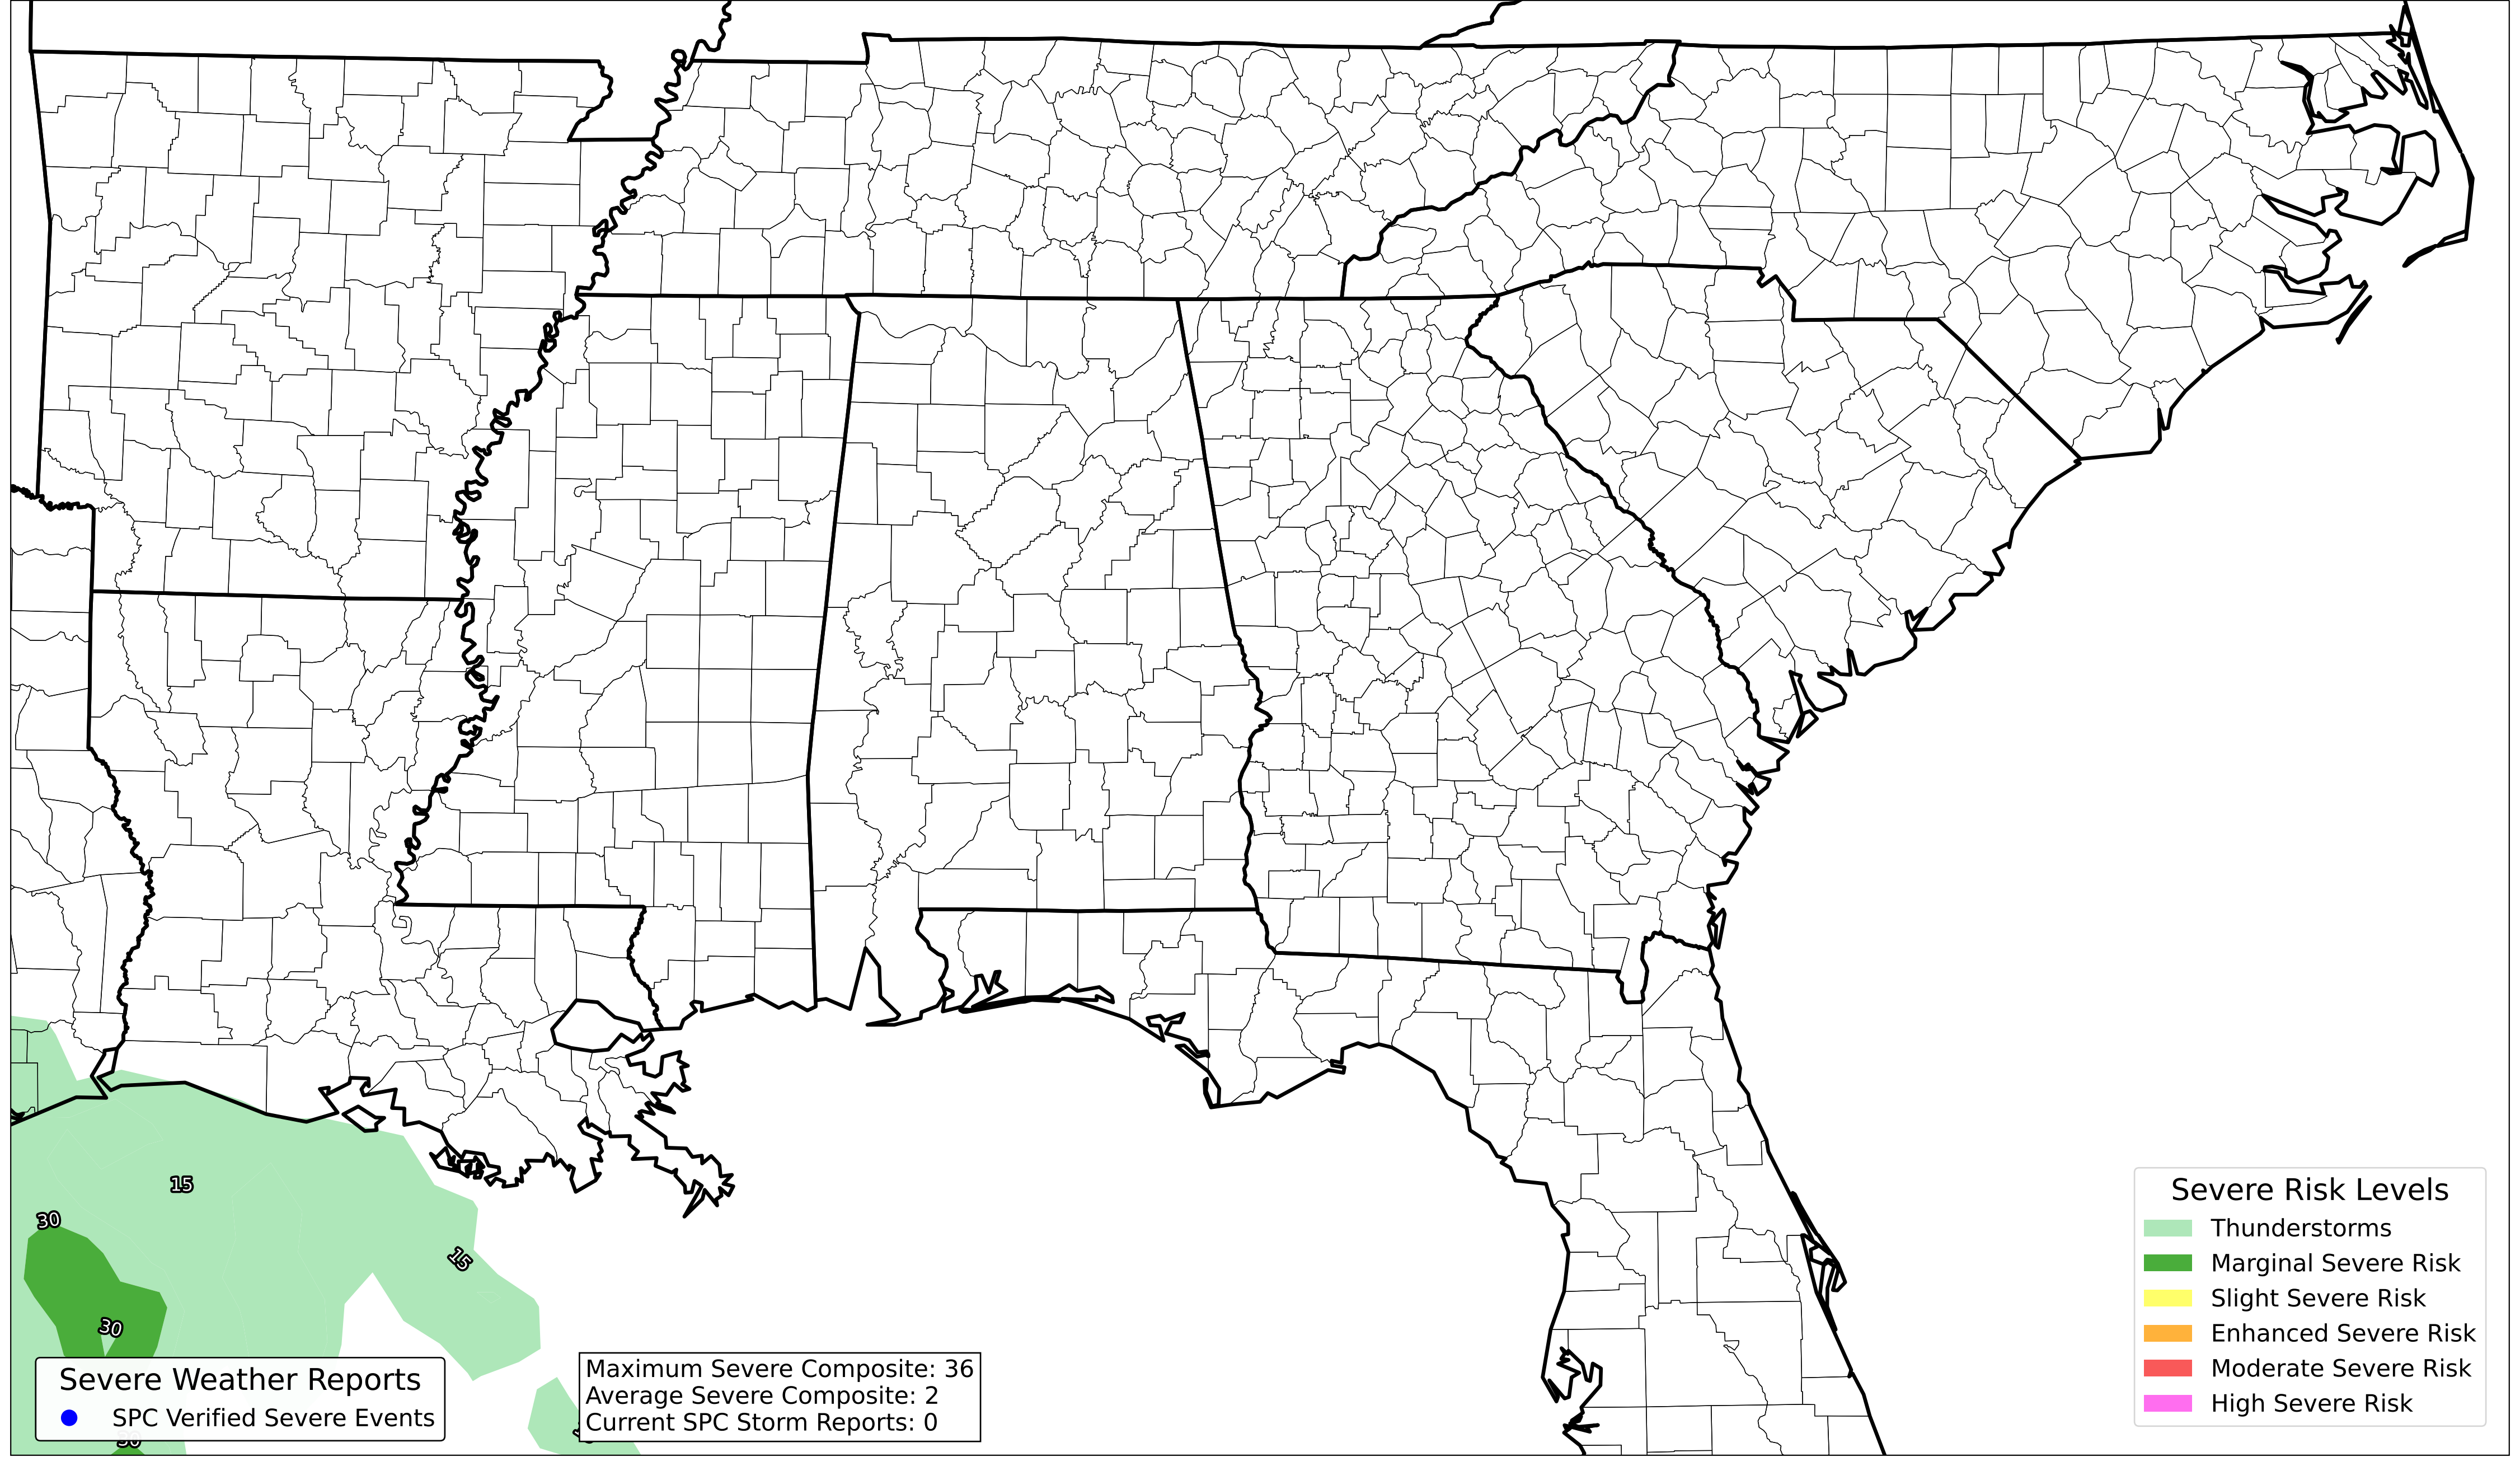 15
30
15
30
Severe Weather Reports
SPC Verified Severe Events
Maximum Severe Composite: 36
Average Severe Composite: 2
Current SPC Storm Reports: 0
Severe Risk Levels
Thunderstorms
Marginal Severe Risk
Slight Severe Risk
Enhanced Severe Risk
Moderate Severe Risk
High Severe Risk